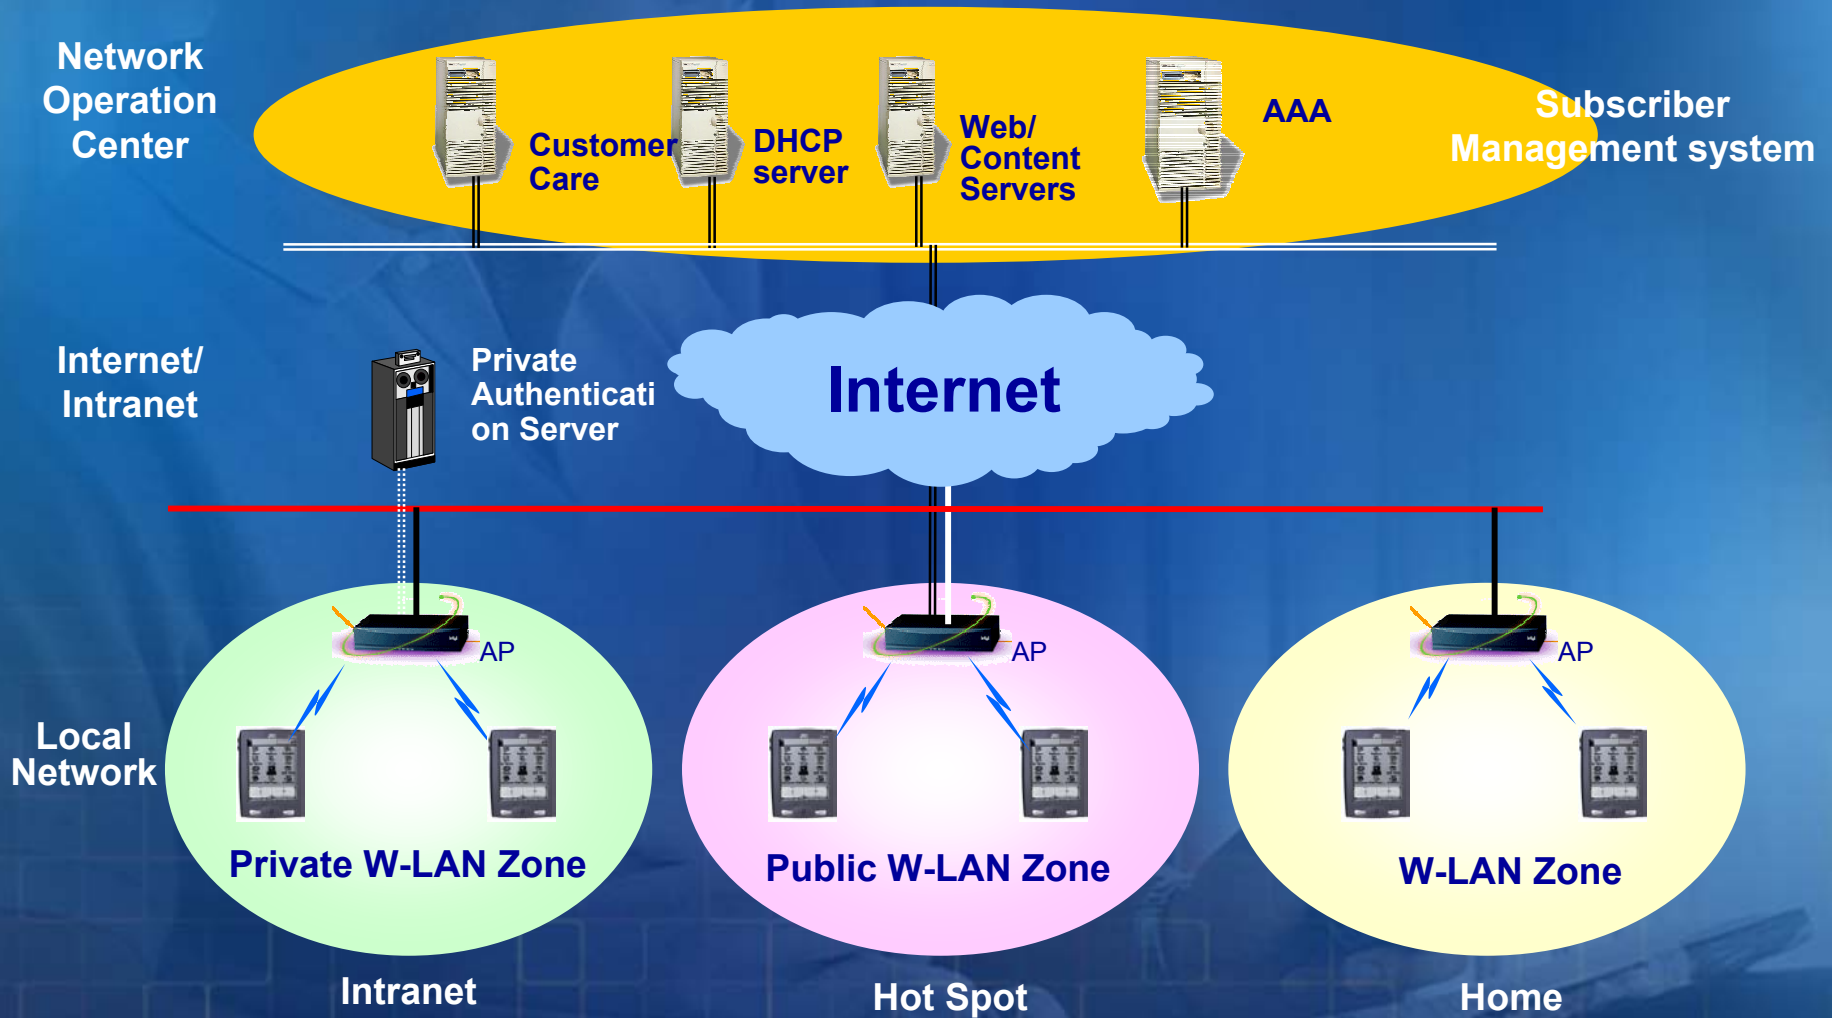 Network
Operation
Center
Customer
Care
DHCP
server
Web/
Content
Servers
AAA
Subscriber
Management system
Internet/
Intranet
Private
Authenticati
on Server
Internet
AP
AP
AP
Local
Network
Private W-LAN Zone
Public W-LAN Zone
W-LAN Zone
Intranet
Hot Spot
Home